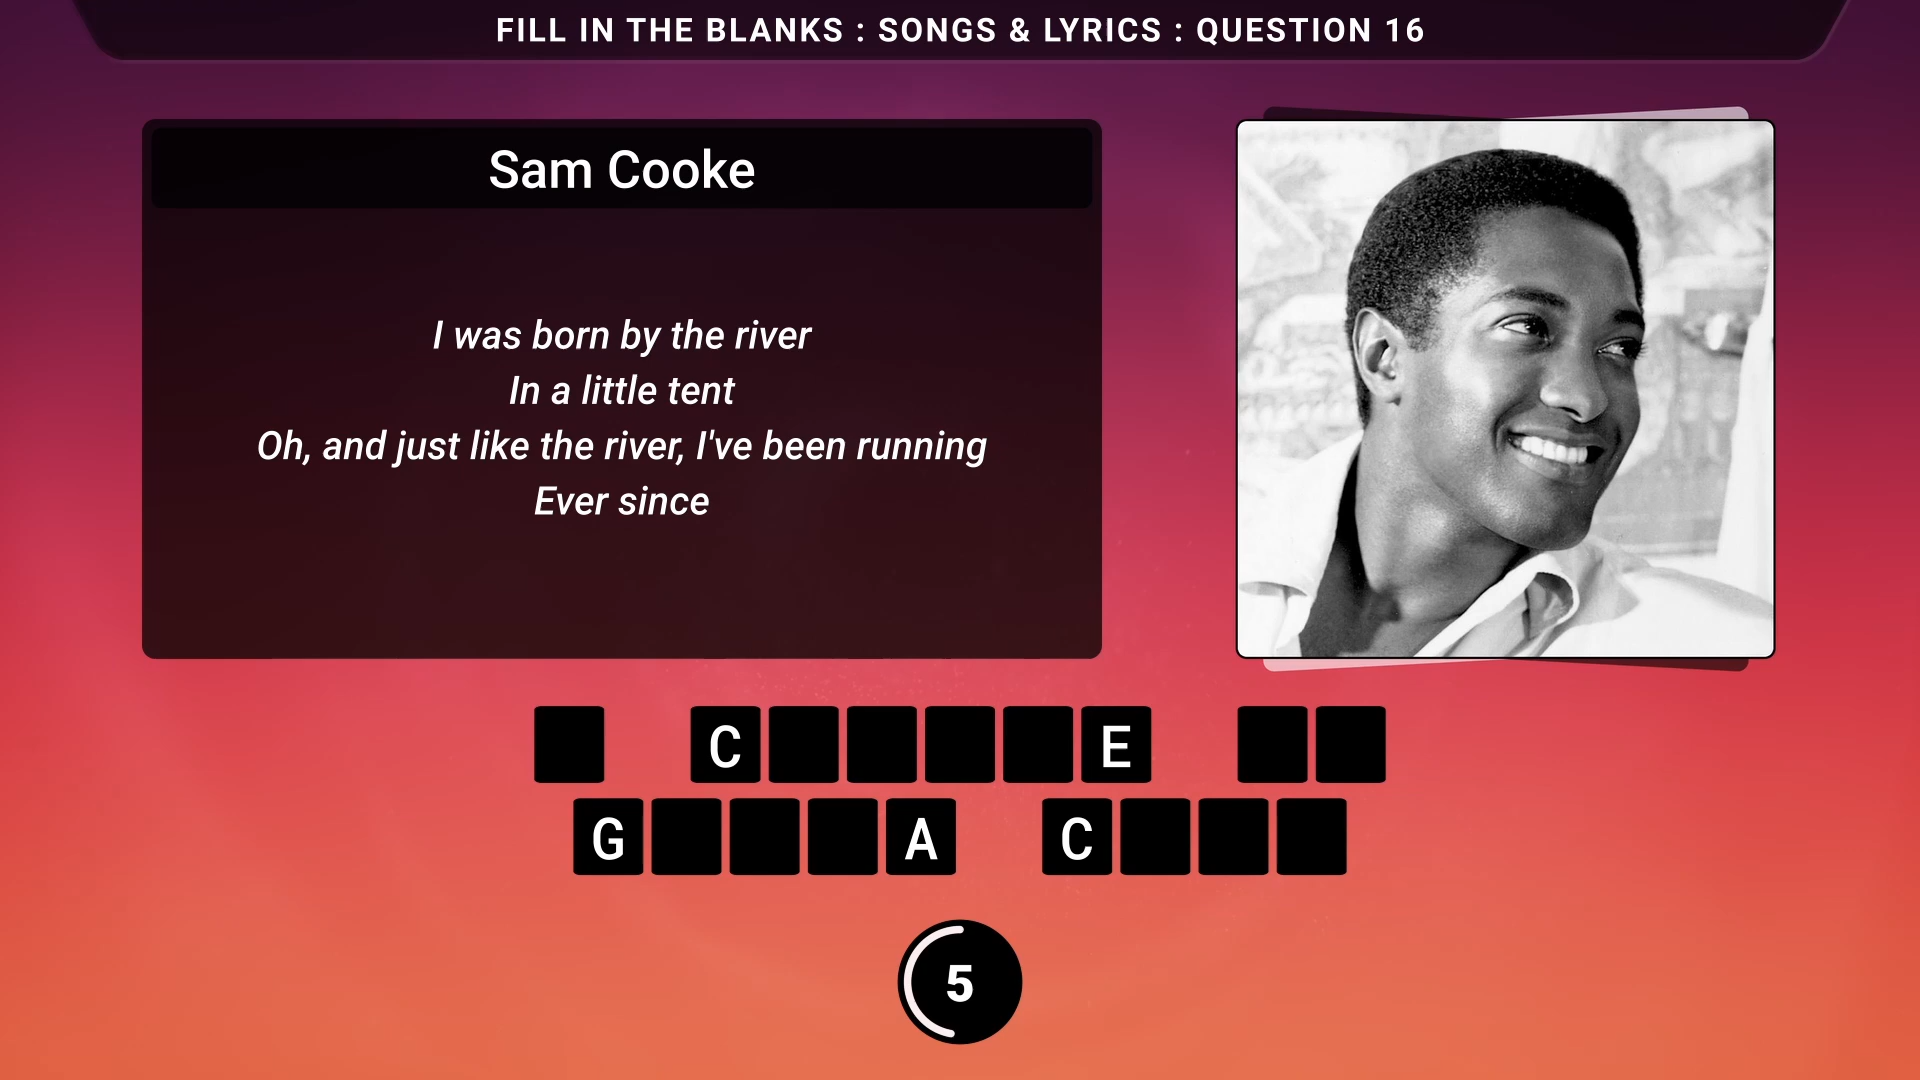 FILL IN THE BLANKS : SONGS & LYRICS : QUESTION 16
Sam Cooke
I was born by the river
In a little tent
Oh, and just like the river, I've been running
Ever since
C E
G A C
5